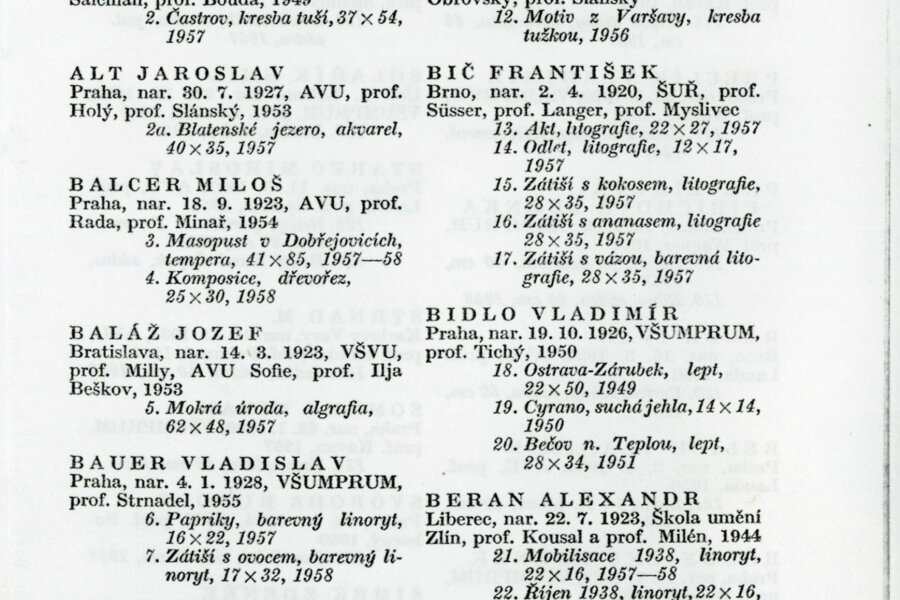 2. Častrov, kresba tuší, 37 × 54,
1957
ALT JAROSLAV
Praha, nar. 30. 7. 1927, AVU, prof.
Holý, prof. Slánský, 1953
2a. Blatenské jezero, akvarel,
40 × 35, 1957
BALCER MILOŠ
Praha, nar. 18. 9. 1923, AVU, prof.
Rada, prof. Minař, 1954
3. Masopust v Dobřejovicích,
tempera, 41 × 85, 1957—58
4. Komposice, dřevořez,
25 × 30, 1958
BALÁŽ JOZEF
Bratislava, nar. 14. 3. 1923, VŠVU,
prof. Milly, AVU Sofie, prof. Ilja
Beškov, 1953
5. Mokrá úroda, algrafia,
62 × 48, 1957
BAUER VLADISLAV
Praha, nar. 4. 1. 1928, VŠUMPRUM,
prof. Strnadel, 1955
6. Papriky, barevný linoryt,
16 × 22, 1957
7. Zátiší s ovocem, barevný li-
noryt, 17 × 32, 1958
12. Motiv z Varšavy, kresba
tužkou, 1956
BIČ FRANTIŠEK
Brno, nar. 2. 4. 1920, ŠUŘ, prof.
Süsser, prof. Langer, prof. Myslivec
13. Akt, litografie, 22 × 27, 1957
14. Odlet, litografie, 12 × 17,
1957
15. Zátiší s kokosem, litografie,
28 × 35, 1957
16. Zátiší s ananasem, litografie
28 × 35, 1957
17. Zátiší s vázou, barevná lito-
grafie, 28 × 35, 1957
BIDLO VLADIMÍR
Praha, nar. 19. 10. 1926, VŠUMPRUM,
prof. Tichý, 1950
18. Ostrava-Zárubek, lept,
22 × 50, 1949
19. Cyrano, suchá jehla, 14 × 14,
1950
20. Bečov n. Teplou, lept,
28 × 34, 1951
BERAN ALEXANDR
Liberec, nar. 22. 7. 1923, Škola umění
Zlín, prof. Kousal a prof. Milén, 1944
21. Mobilisace 1938, linoryt,
22 × 16, 1957—58
22. Říjen 1938, linoryt, 22 × 16,